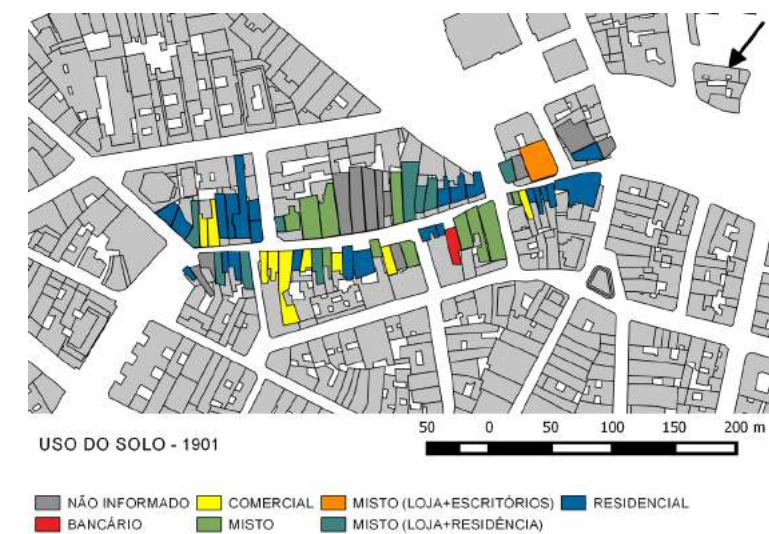 USO DO SOLO - 1901
50 0 50 100 150 200 m
NÃO INFORMADO COMERCIAL MISTO (LOJA+ESCRITÓRIOS) RESIDENCIAL
BANCÁRIO MISTO MISTO (LOJA+RESIDÊNCIA)